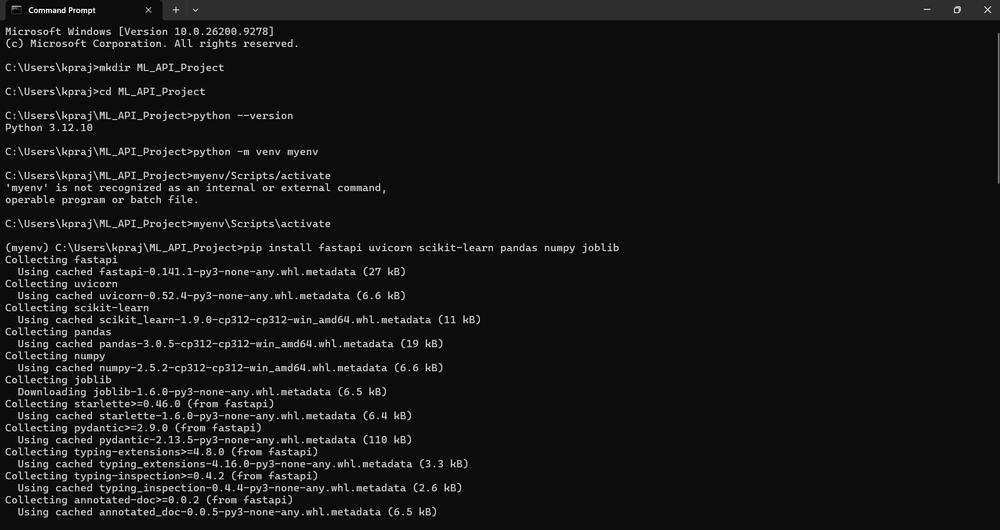 Command Prompt
Microsoft Windows [Version 10.0.26200.9278]
(c) Microsoft Corporation. All rights reserved.
C:\Users\kpraj>mkdir ML_API_Project
C:\Users\kpraj>cd ML_API_Project
C:\Users\kpraj\ML_API_Project>python --version
Python 3.12.10
C:\Users\kpraj\ML_API_Project>python -m venv myenv
C:\Users\kpraj\ML_API_Project>myenv/Scripts/activate
'myenv' is not recognized as an internal or external command,
operable program or batch file.
C:\Users\kpraj\ML_API_Project>myenv\Scripts\activate
(myenv) C:\Users\kpraj\ML_API_Project>pip install fastapi uvicorn scikit-learn pandas numpy joblib
Collecting fastapi
  Using cached fastapi-0.141.1-py3-none-any.whl.metadata (27 kB)
Collecting uvicorn
  Using cached uvicorn-0.52.4-py3-none-any.whl.metadata (6.6 kB)
Collecting scikit-learn
  Using cached scikit_learn-1.9.0-cp312-cp312-win_amd64.whl.metadata (11 kB)
Collecting pandas
  Using cached pandas-3.0.5-cp312-cp312-win_amd64.whl.metadata (19 kB)
Collecting numpy
  Using cached numpy-2.5.2-cp312-cp312-win_amd64.whl.metadata (6.6 kB)
Collecting joblib
  Downloading joblib-1.6.0-py3-none-any.whl.metadata (6.5 kB)
Collecting starlette>=0.46.0 (from fastapi)
  Using cached starlette-1.6.0-py3-none-any.whl.metadata (6.4 kB)
Collecting pydantic>=2.9.0 (from fastapi)
  Using cached pydantic-2.13.5-py3-none-any.whl.metadata (110 kB)
Collecting typing-extensions>=4.8.0 (from fastapi)
  Using cached typing_extensions-4.16.0-py3-none-any.whl.metadata (3.3 kB)
Collecting typing-inspection>=0.4.2 (from fastapi)
  Using cached typing_inspection-0.4.4-py3-none-any.whl.metadata (2.6 kB)
Collecting annotated-doc>=0.0.2 (from fastapi)
  Using cached annotated_doc-0.0.5-py3-none-any.whl.metadata (6.5 kB)